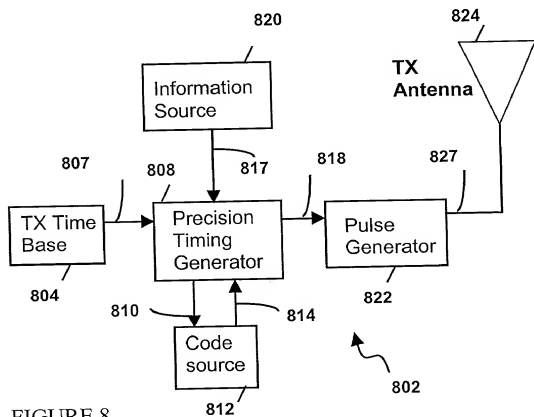 820
824
Information
Source
TX
Antenna
807
808
817
818
827
TX Time
Base
Precision
Timing
Generator
Pulse
Generator
804
810
814
822
Code
source
812
802
FIGURE 8